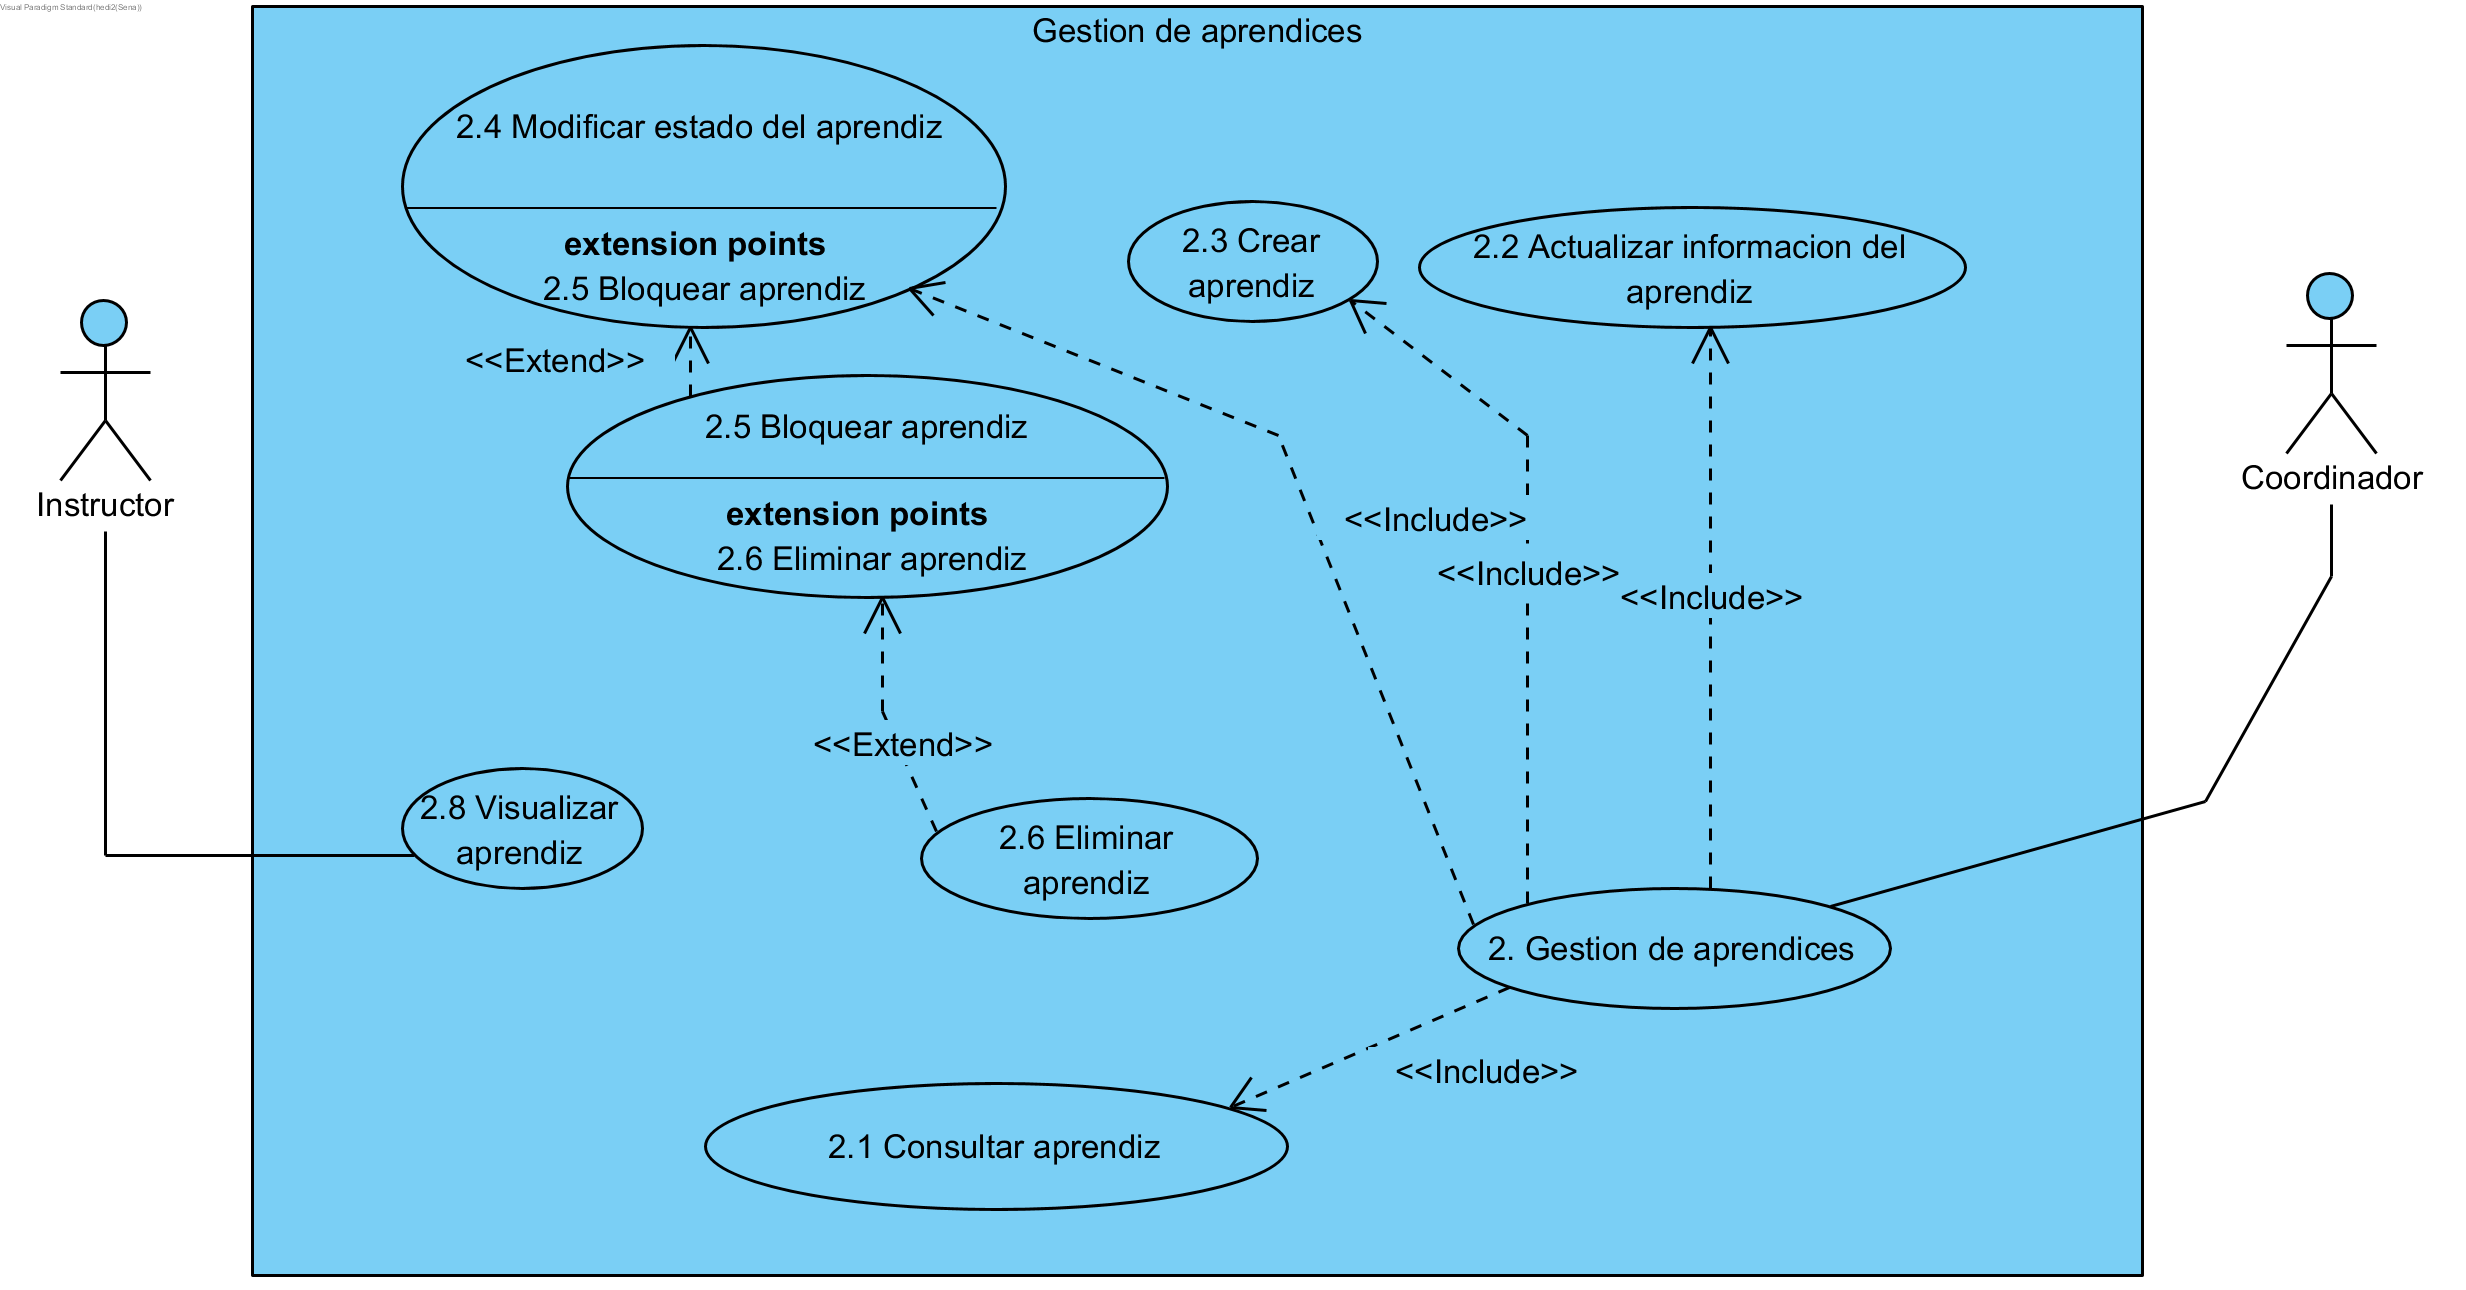 Visual Paradigm Standard(hedi2(Sena))
Gestion de aprendices
2.4 Modificar estado del aprendiz
extension points
2.5 Bloquear aprendiz
2.3 Crear
aprendiz
2.2 Actualizar informacion del
aprendiz
<<Extend>>
2.5 Bloquear aprendiz
extension points
2.6 Eliminar aprendiz
Instructor
Coordinador
<<Include>>
<<Include>>
<<Include>>
<<Extend>>
2.8 Visualizar
aprendiz
2.6 Eliminar
aprendiz
2. Gestion de aprendices
<<Include>>
2.1 Consultar aprendiz